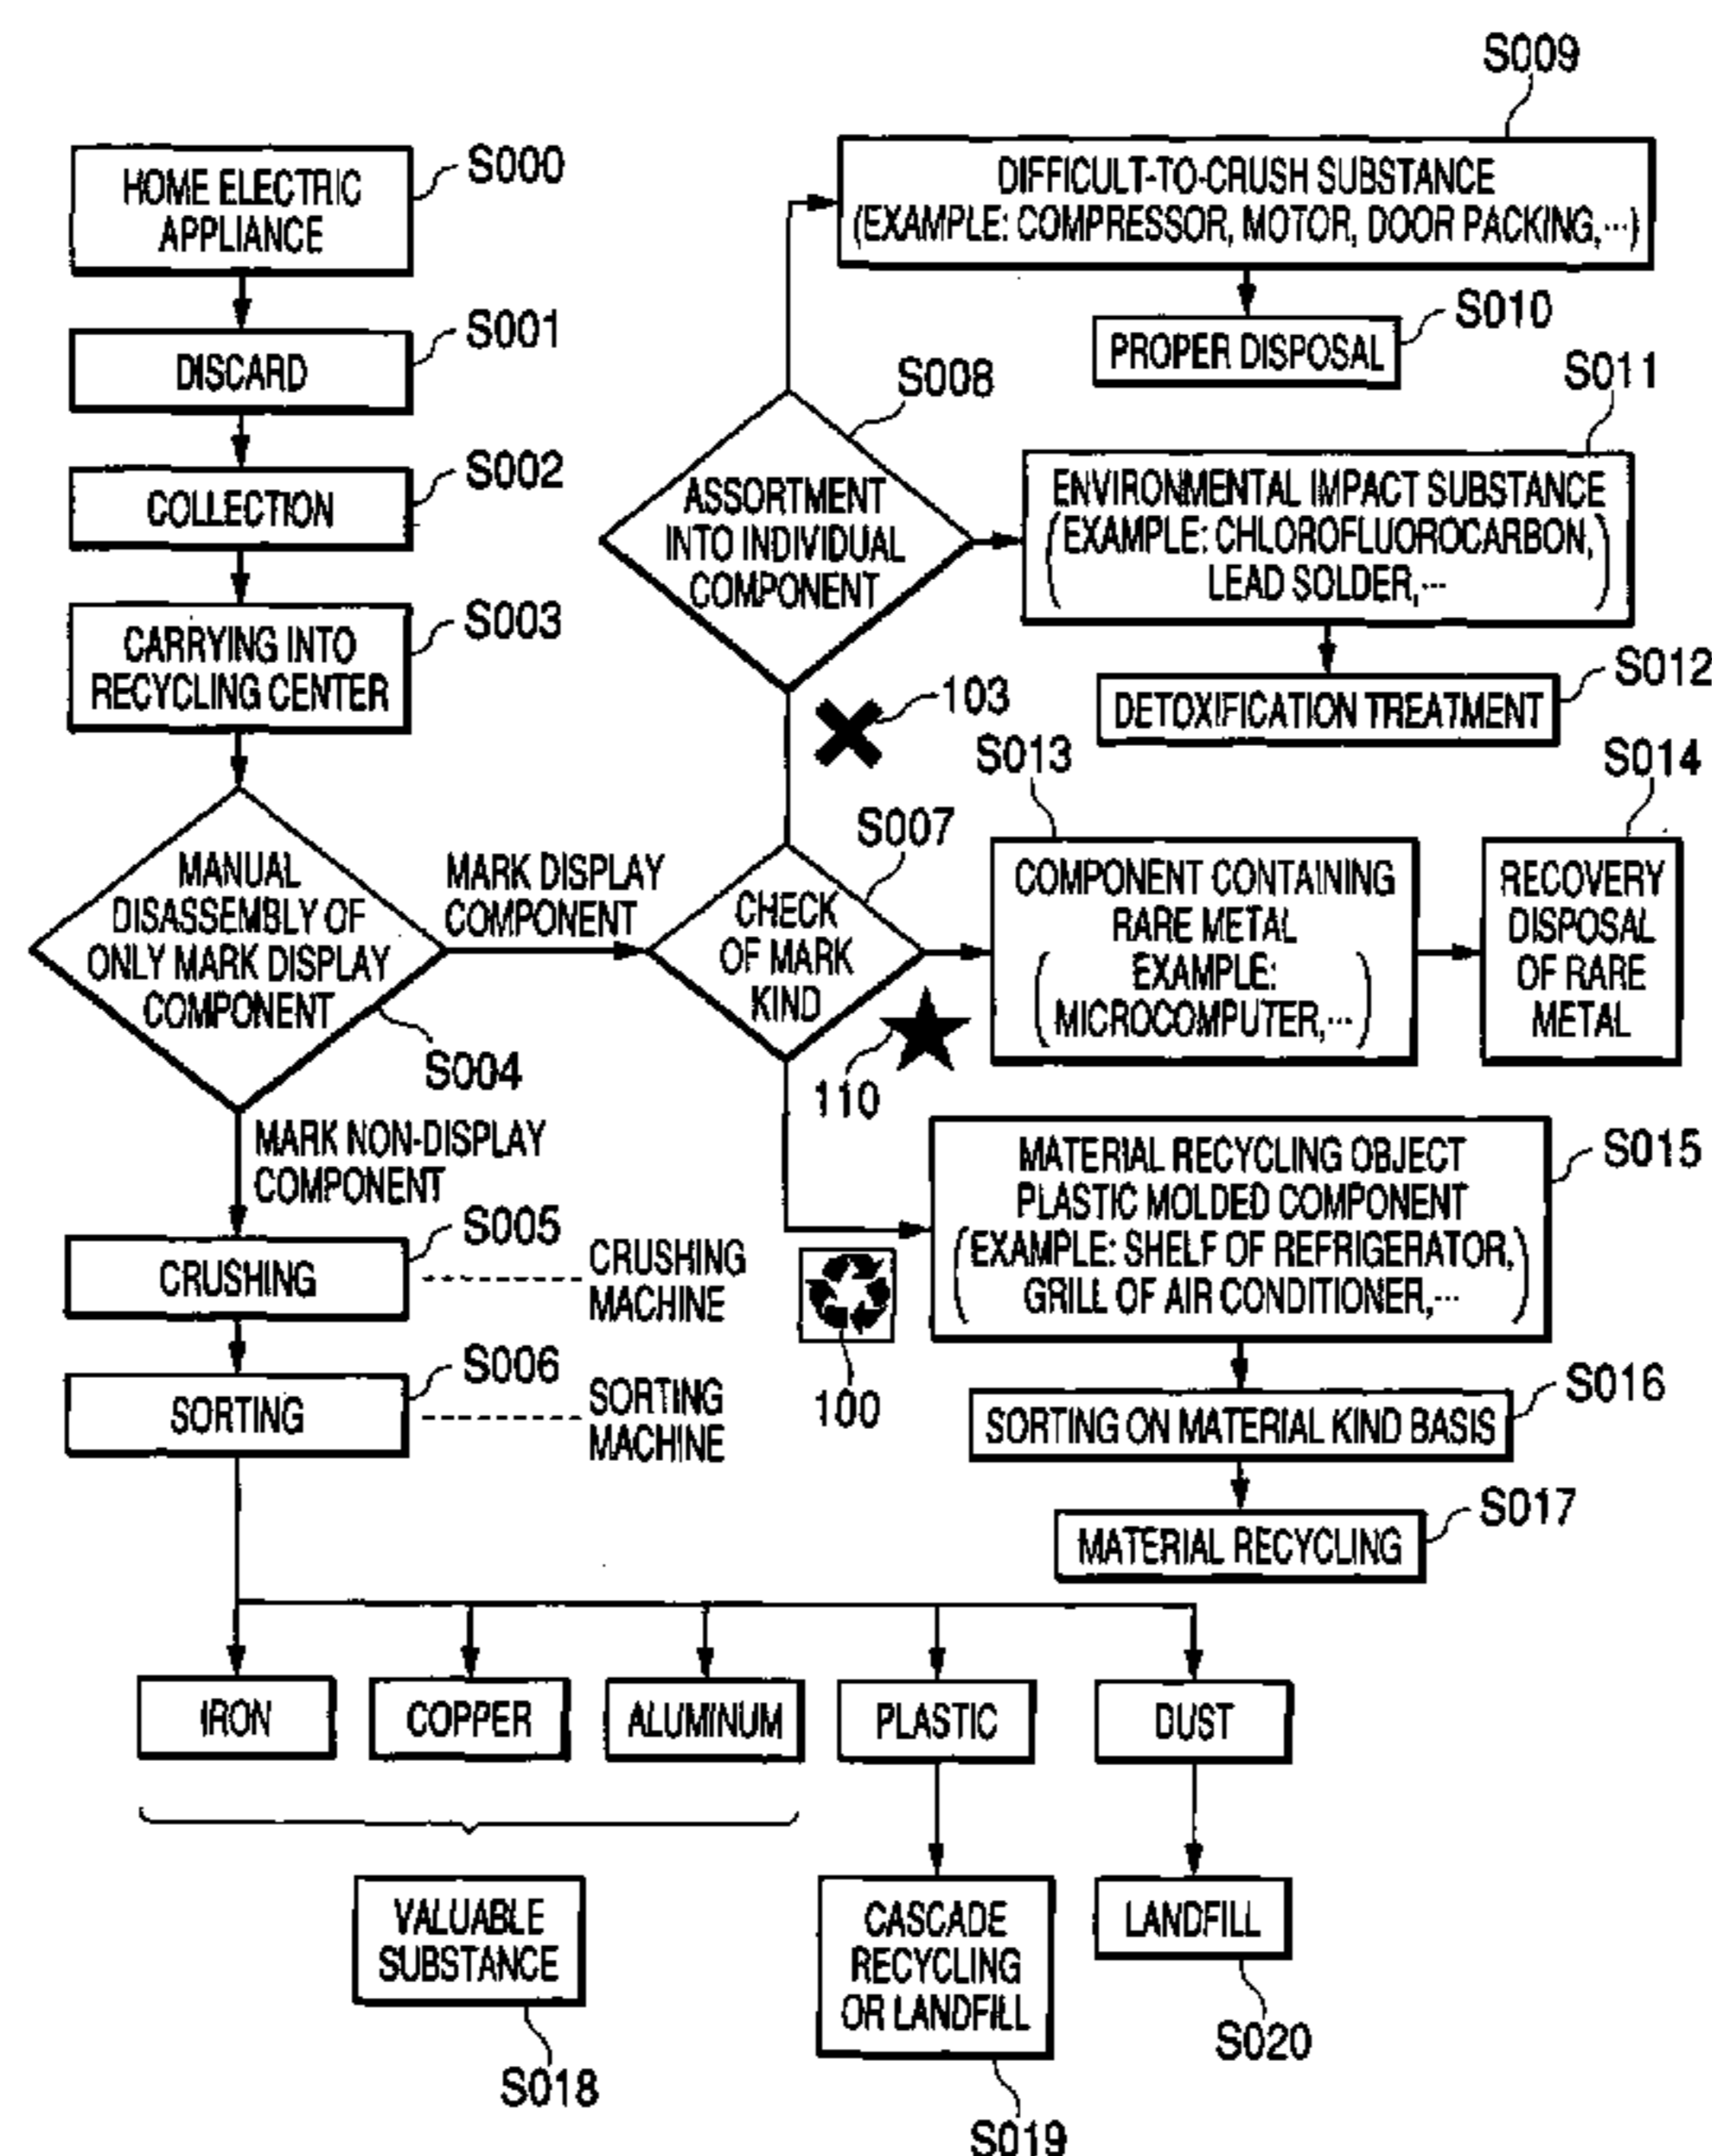 S000
HOME ELECTRIC
APPLIANCE
S001
DISCARD
S002
COLLECTION
S003
CARRYING INTO
RECYCLING CENTER
MANUAL
DISASSEMBLY OF
ONLY MARK DISPLAY
COMPONENT
S004
MARK DISPLAY
COMPONENT
MARK NON-DISPLAY
COMPONENT
S005
CRUSHING
CRUSHING
MACHINE
S006
SORTING
SORTING
MACHINE
S007
CHECK
OF MARK
KIND
103
S008
ASSORTMENT
INTO INDIVIDUAL
COMPONENT
S009
DIFFICULT-TO-CRUSH SUBSTANCE
(EXAMPLE: COMPRESSOR, MOTOR, DOOR PACKING,···)
S010
PROPER DISPOSAL
S011
ENVIRONMENTAL IMPACT SUBSTANCE
(EXAMPLE: CHLOROFLUOROCARBON,
LEAD SOLDER,···)
S012
DETOXIFICATION TREATMENT
110
S013
COMPONENT CONTAINING
RARE METAL
(EXAMPLE:
MICROCOMPUTER,···)
S014
RECOVERY
DISPOSAL
OF RARE
METAL
100
S015
MATERIAL RECYCLING OBJECT
PLASTIC MOLDED COMPONENT
(EXAMPLE: SHELF OF REFRIGERATOR,
GRILL OF AIR CONDITIONER,···)
S016
SORTING ON MATERIAL KIND BASIS
S017
MATERIAL RECYCLING
IRON
COPPER
ALUMINUM
PLASTIC
DUST
VALUABLE
SUBSTANCE
S018
CASCADE
RECYCLING
OR LANDFILL
S019
LANDFILL
S020